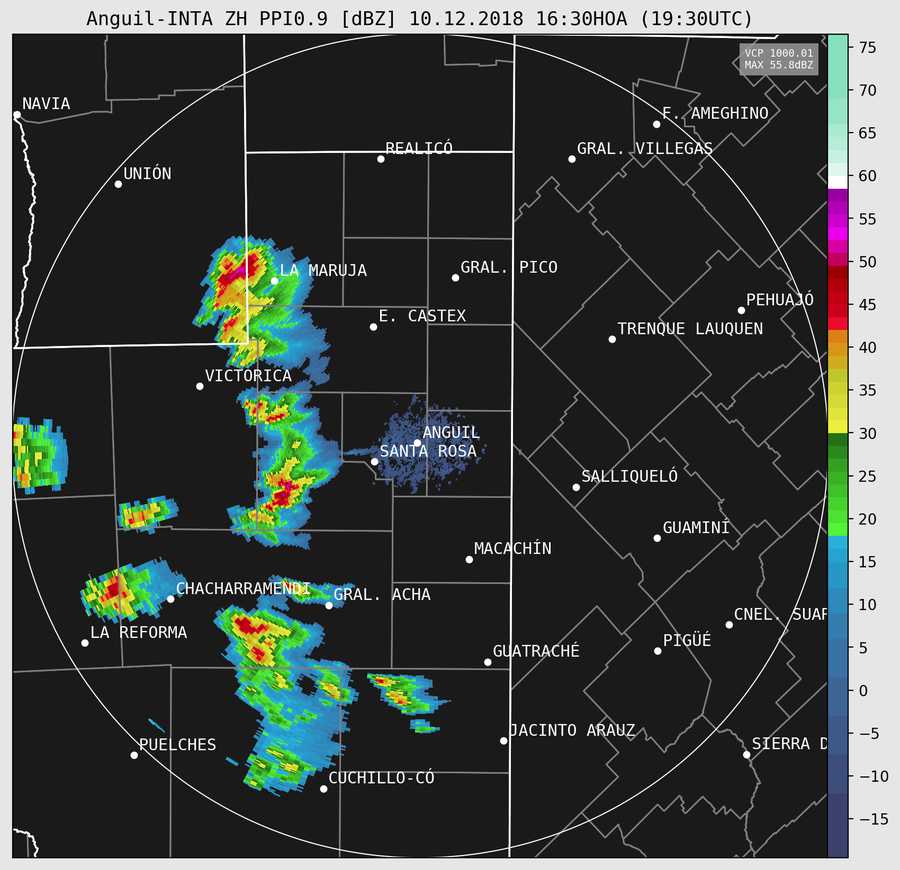 Anguil-INTA ZH PPI0.9 [dBZ] 10.12.2018 16:30HOA (19:30UTC)
VCP 1000.01
MAX 55.8dBZ
75
70
65
60
55
50
45
40
35
30
25
20
15
10
5
0
−5
−10
−15
NAVIA
F. AMEGHINO
REALICÓ
GRAL. VILLEGAS
UNIÓN
LA MARUJA
GRAL. PICO
PEHUAJÓ
E. CASTEX
TRENQUE LAUQUEN
VICTORICA
ANGUIL
SANTA ROSA
SALLIQUELÓ
GUAMINÍ
MACACHÍN
CHACHARRAMENDI
GRAL. ACHA
CNEL. SUAR
LA REFORMA
PIGÜÉ
GUATRACHÉ
JACINTO ARAUZ
PUELCHES
SIERRA D
CUCHILLO-CÓ